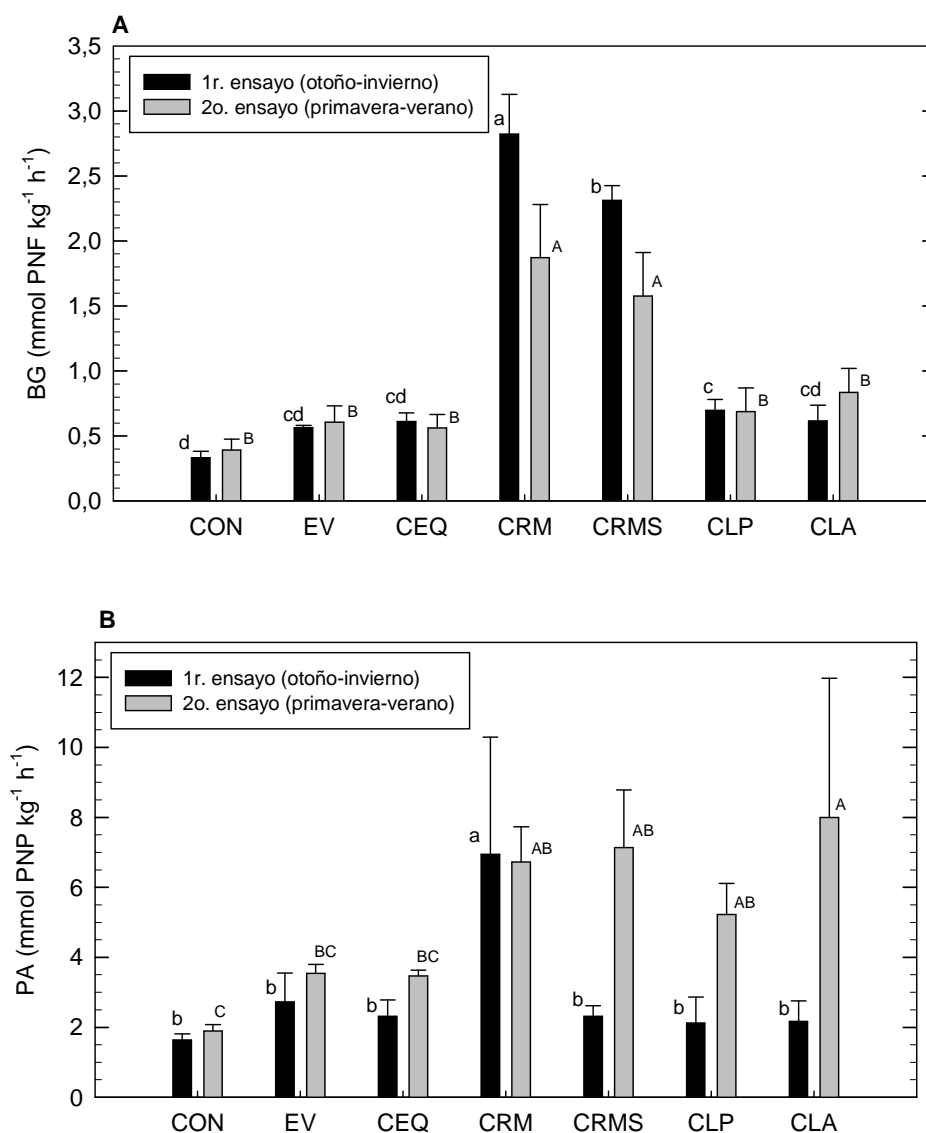 A
3,5
3,0
2,5
2,0
1,5
1,0
0,5
0,0
BG (mmol PNF kg⁻¹ h⁻¹)
1r. ensayo (otoño-invierno)
2o. ensayo (primavera-verano)
d B cd B cd B a A b A c B cd B
CON EV CEQ CRM CRMS CLP CLA
B
12
10
8
6
4
2
0
PA (mmol PNP kg⁻¹ h⁻¹)
1r. ensayo (otoño-invierno)
2o. ensayo (primavera-verano)
b C b BC b BC a AB b AB b AB b A
CON EV CEQ CRM CRMS CLP CLA